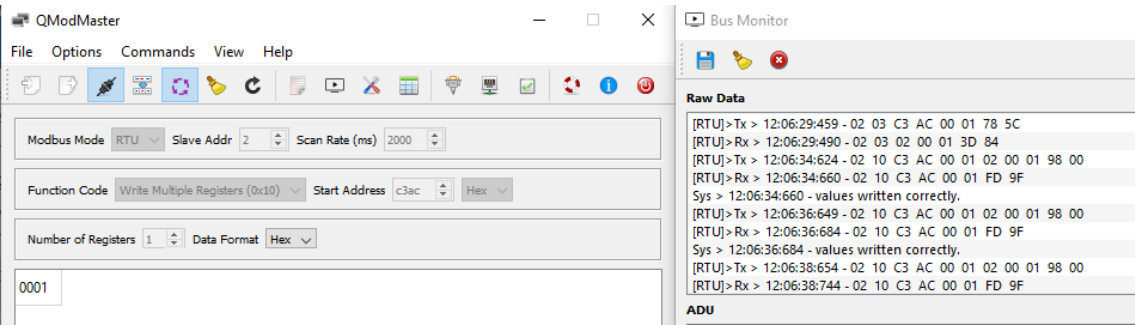 QModMaster
File Options Commands View Help
Modbus Mode RTU Slave Addr 2 Scan Rate (ms) 2000
Function Code Write Multiple Registers (0x10) Start Address c3ac Hex
Number of Registers 1 Data Format Hex
0001
Bus Monitor
Raw Data
[RTU]>Tx > 12:06:29:459 - 02 03 C3 AC 00 01 78 5C
[RTU]>Rx > 12:06:29:490 - 02 03 02 00 01 3D 84
[RTU]>Tx > 12:06:34:624 - 02 10 C3 AC 00 01 02 00 01 98 00
[RTU]>Rx > 12:06:34:660 - 02 10 C3 AC 00 01 FD 9F
Sys > 12:06:34:660 - values written correctly.
[RTU]>Tx > 12:06:36:649 - 02 10 C3 AC 00 01 02 00 01 98 00
[RTU]>Rx > 12:06:36:684 - 02 10 C3 AC 00 01 FD 9F
Sys > 12:06:36:684 - values written correctly.
[RTU]>Tx > 12:06:38:654 - 02 10 C3 AC 00 01 02 00 01 98 00
[RTU]>Rx > 12:06:38:744 - 02 10 C3 AC 00 01 FD 9F
ADU